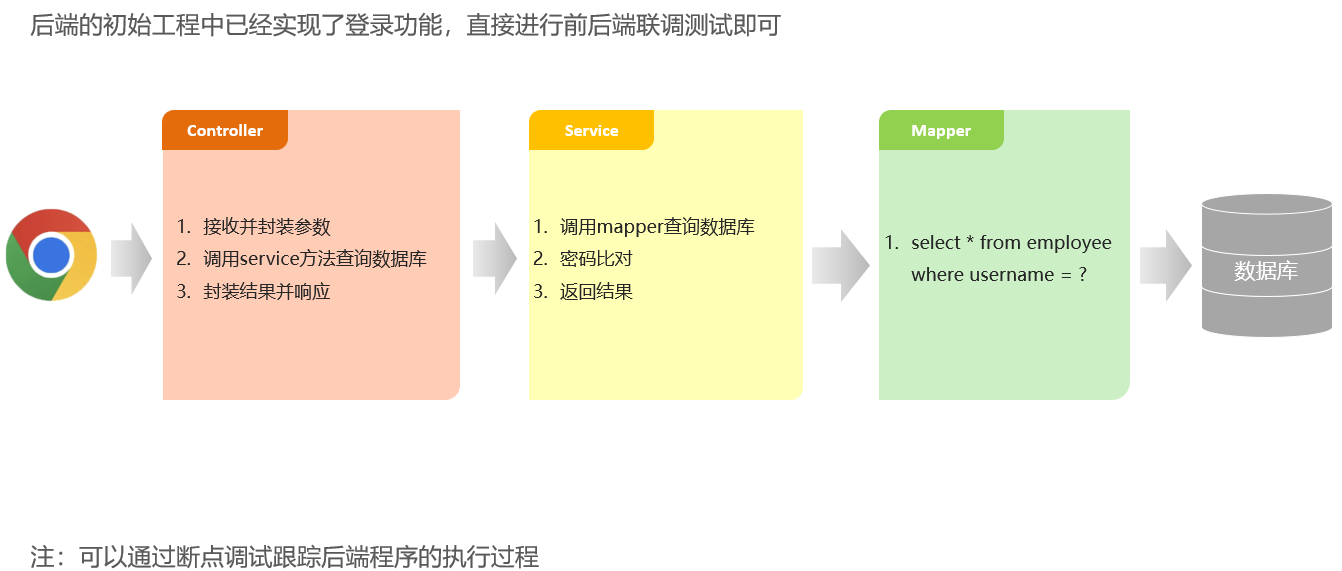 后端的初始工程中已经实现了登录功能，直接进行前后端联调测试即可
Controller
1. 接收并封装参数
2. 调用service方法查询数据库
3. 封装结果并响应
Service
1. 调用mapper查询数据库
2. 密码比对
3. 返回结果
Mapper
1. select * from employee
where username = ?
数据库
注：可以通过断点调试跟踪后端程序的执行过程